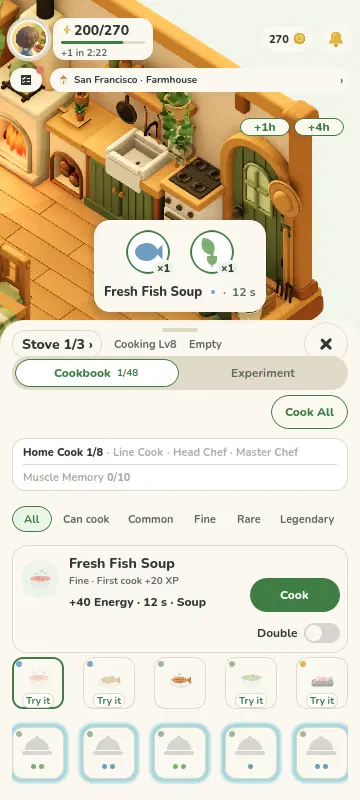 200/270
+1 in 2:22
270
San Francisco · Farmhouse ›
+1h +4h
×1 ×1
Fresh Fish Soup · 12 s
Stove 1/3 › Cooking Lv8 Empty
Cookbook 1/48 Experiment
Cook All
Home Cook 1/8 · Line Cook · Head Chef · Master Chef
Muscle Memory 0/10
All Can cook Common Fine Rare Legendary
Fresh Fish Soup
Fine · First cook +20 XP
+40 Energy · 12 s · Soup
Cook
Double
Try it Try it Try it Try it